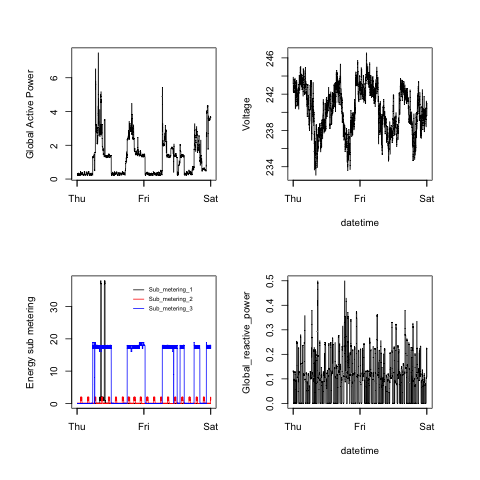 Global Active Power
0 2 4 6
Thu Fri Sat
Voltage
234 238 242 246
Thu Fri Sat
datetime
Energy sub metering
0 10 20 30
Sub_metering_1
Sub_metering_2
Sub_metering_3
Thu Fri Sat
Global_reactive_power
0.0 0.1 0.2 0.3 0.4 0.5
Thu Fri Sat
datetime